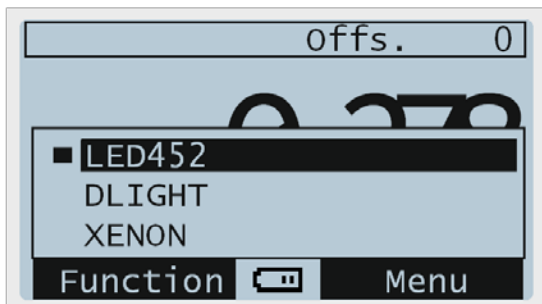 Offs. 0
LED452
DLIGHT
XENON
Function Menu